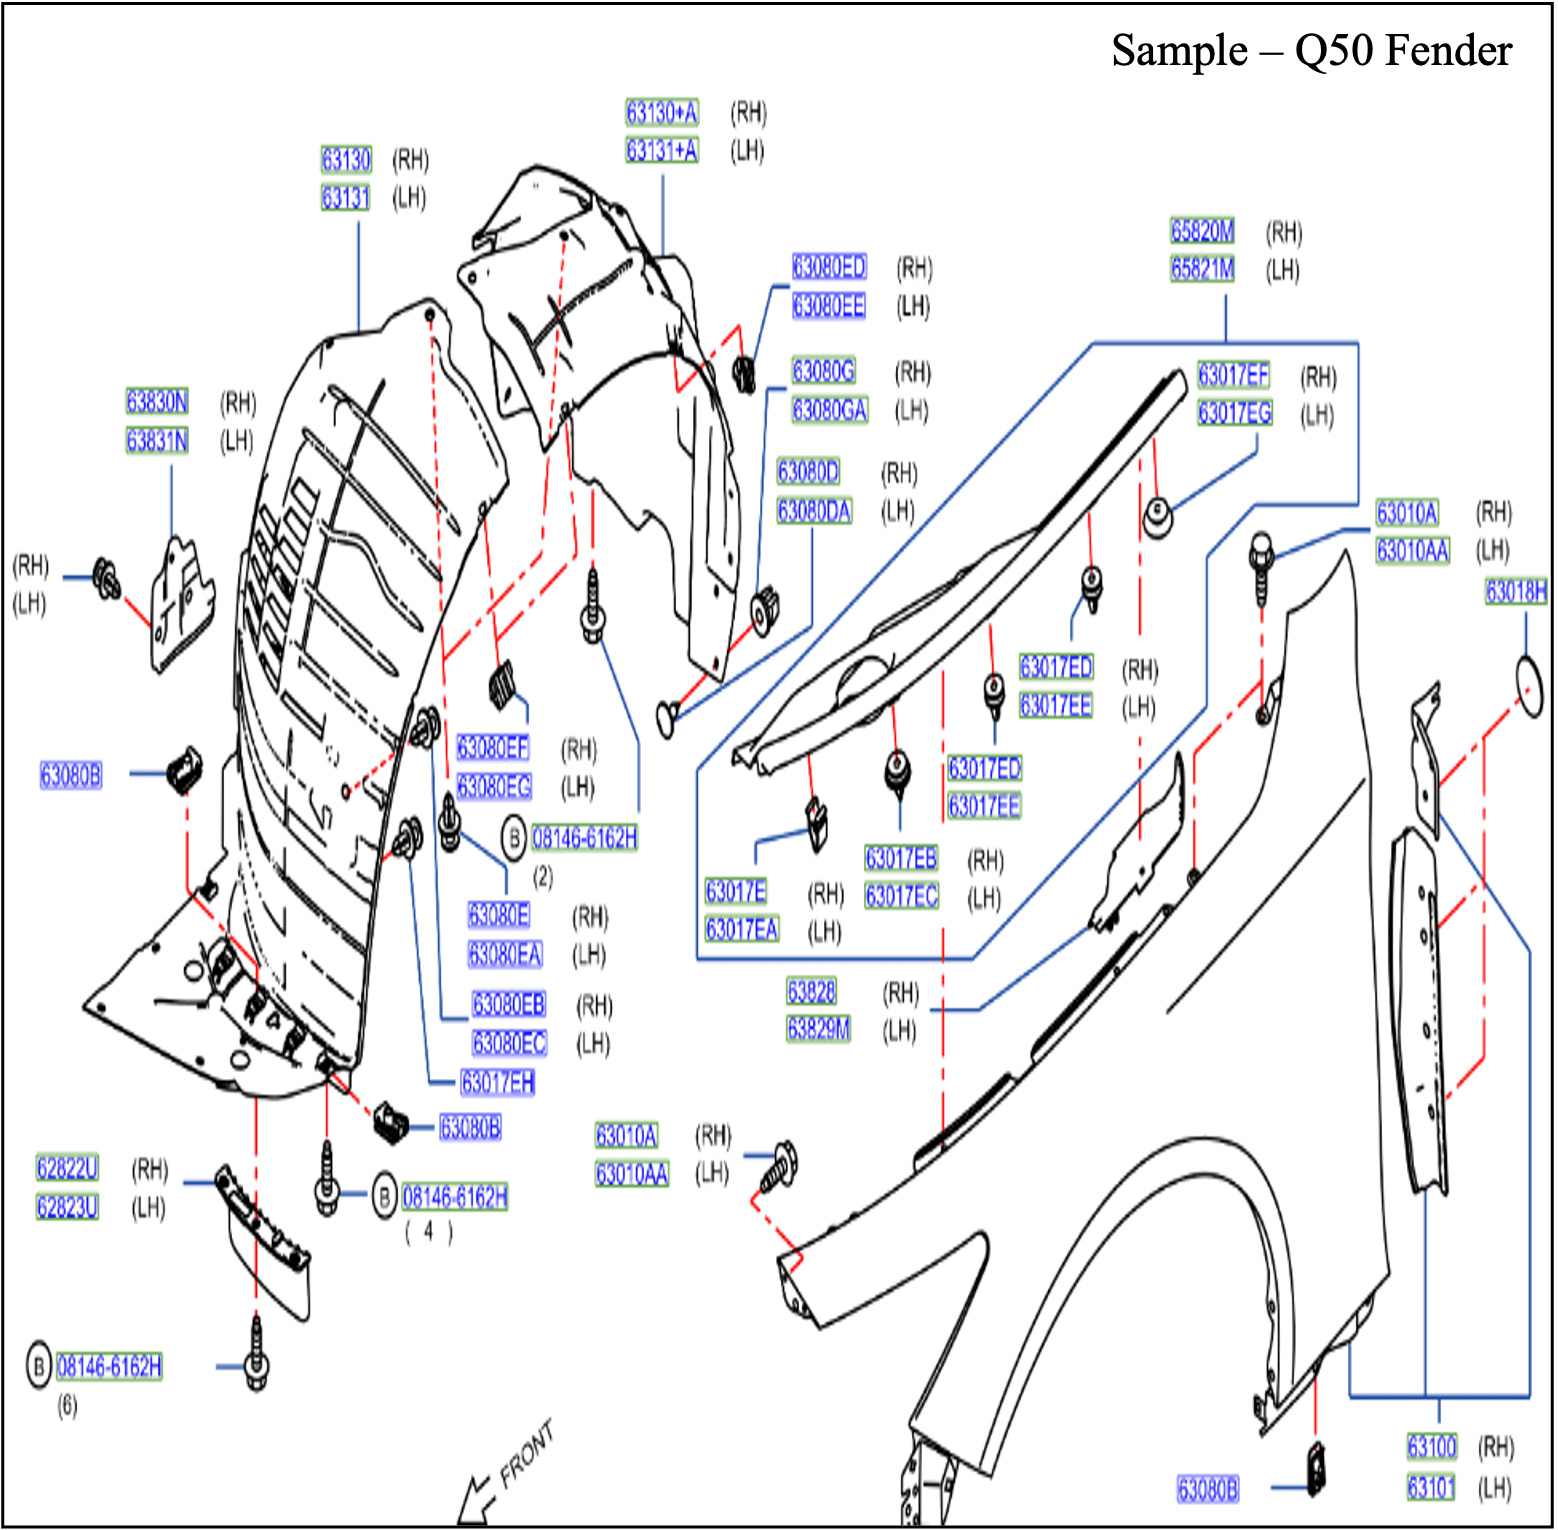 Sample – Q50 Fender
63130+A (RH)
63131+A (LH)
63130 (RH)
63131 (LH)
65820M (RH)
65821M (LH)
63080ED (RH)
63080EE (LH)
63080G (RH)
63080GA (LH)
63017EF (RH)
63017EG (LH)
63830N (RH)
63831N (LH)
63080D (RH)
63080DA (LH)
63010A (RH)
63010AA (LH)
(RH)
(LH)
63018H
63017ED (RH)
63017EE (LH)
63080EF (RH)
63080EG (LH)
63080B
63017ED
63017EE
B 08146-6162H
(2)
63017EB (RH)
63017EC (LH)
63017E (RH)
63017EA (LH)
63080E (RH)
63080EA (LH)
63828 (RH)
63829M (LH)
63080EB (RH)
63080EC (LH)
63017EH
63080B
63010A (RH)
63010AA (LH)
62822U (RH)
62823U (LH)
B 08146-6162H
( 4 )
B 08146-6162H
(6)
FRONT
63100 (RH)
63101 (LH)
63080B